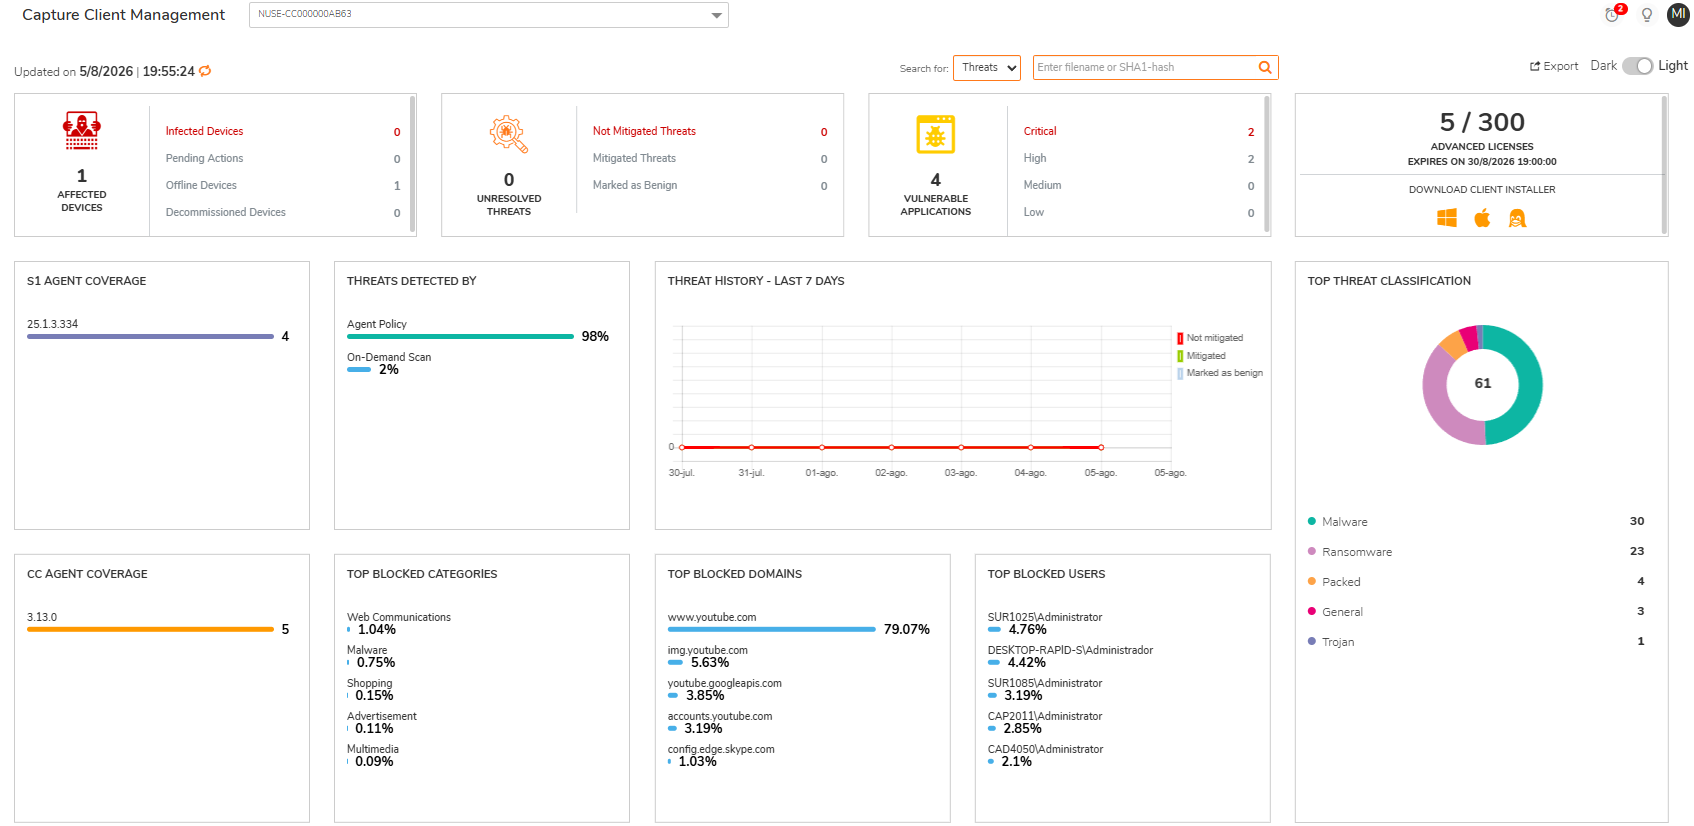 Capture Client Management
NUSE-CC000000AB63
2
MI
Updated on 5/8/2026 | 19:55:24
Search for:
Threats
Enter filename or SHA1-hash
Export
Dark
Light
1
AFFECTED
DEVICES
Infected Devices 0
Pending Actions 0
Offline Devices 1
Decommissioned Devices 0
0
UNRESOLVED
THREATS
Not Mitigated Threats 0
Mitigated Threats 0
Marked as Benign 0
4
VULNERABLE
APPLICATIONS
Critical 2
High 2
Medium 0
Low 0
5 / 300
ADVANCED LICENSES
EXPIRES ON 30/8/2026 19:00:00
DOWNLOAD CLIENT INSTALLER
S1 AGENT COVERAGE
25.1.3.334
4
THREATS DETECTED BY
Agent Policy
98%
On-Demand Scan
2%
THREAT HISTORY - LAST 7 DAYS
Not mitigated
Mitigated
Marked as benign
0
30-jul. 31-jul. 01-ago. 02-ago. 03-ago. 04-ago. 05-ago. 05-ago.
TOP THREAT CLASSIFICATION
61
Malware 30
Ransomware 23
Packed 4
General 3
Trojan 1
CC AGENT COVERAGE
3.13.0
5
TOP BLOCKED CATEGORIES
Web Communications
1.04%
Malware
0.75%
Shopping
0.15%
Advertisement
0.11%
Multimedia
0.09%
TOP BLOCKED DOMAINS
www.youtube.com
79.07%
img.youtube.com
5.63%
youtube.googleapis.com
3.85%
accounts.youtube.com
3.19%
config.edge.skype.com
1.03%
TOP BLOCKED USERS
SUR1025\Administrator
4.76%
DESKTOP-RAPID-S\Administrador
4.42%
SUR1085\Administrator
3.19%
CAP2011\Administrator
2.85%
CAD4050\Administrator
2.1%